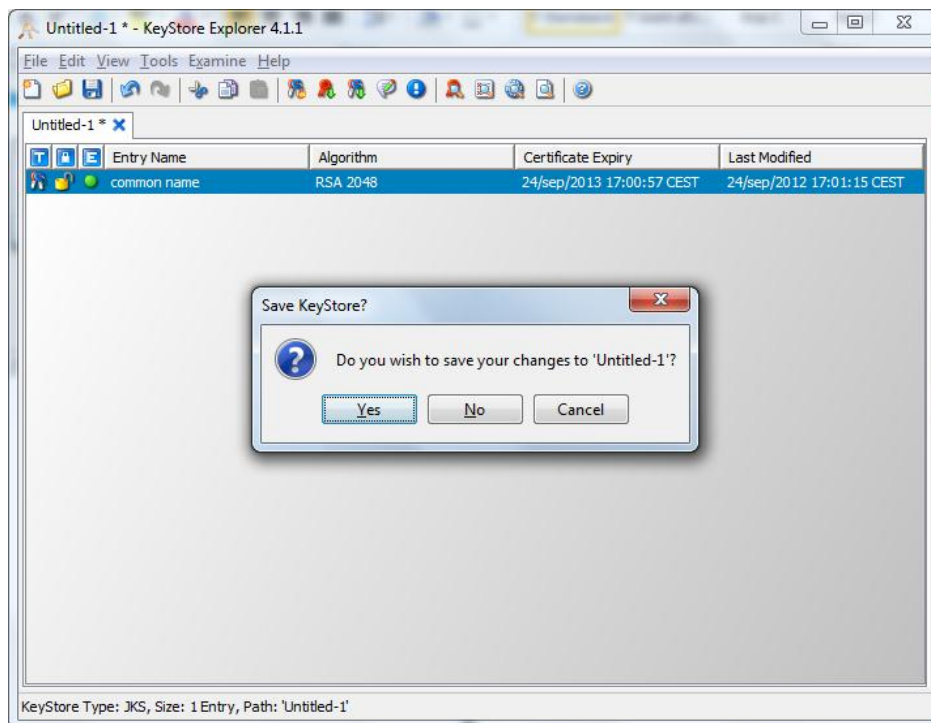 Untitled-1 * - KeyStore Explorer 4.1.1
File Edit View Tools Examine Help
Untitled-1 *
T E Entry Name Algorithm Certificate Expiry Last Modified
common name RSA 2048 24/sep/2013 17:00:57 CEST 24/sep/2012 17:01:15 CEST
Save KeyStore?
Do you wish to save your changes to 'Untitled-1'?
Yes No Cancel
KeyStore Type: JKS, Size: 1 Entry, Path: 'Untitled-1'